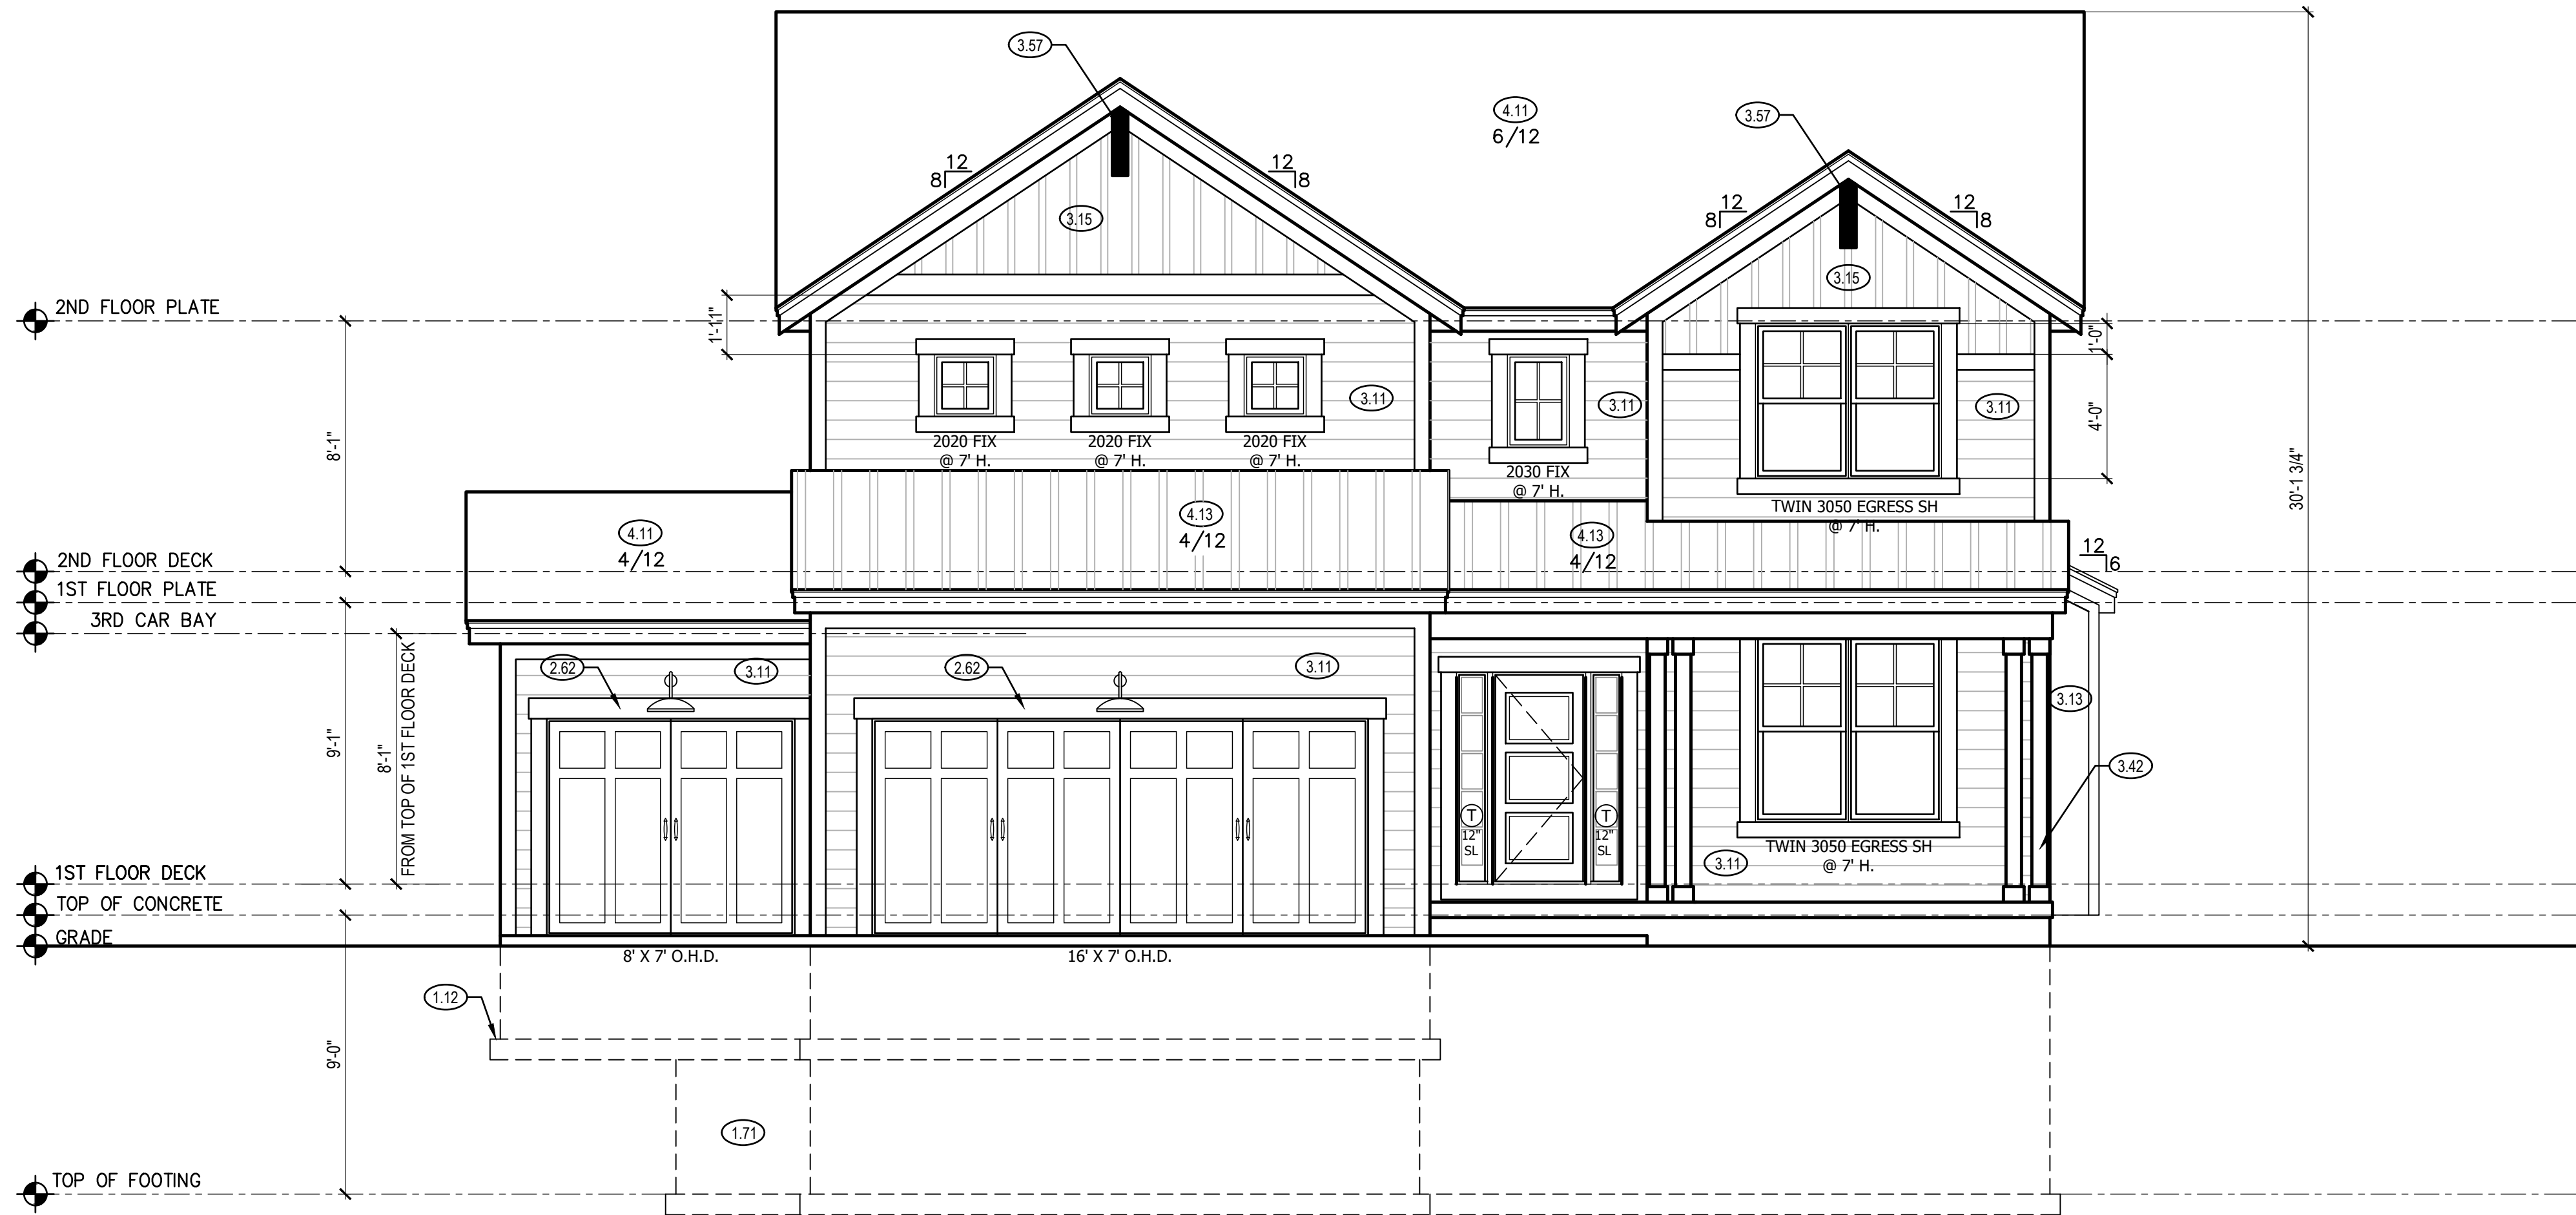 3.57
4.11
6/12
3.57
12
8
12
8
12
8
12
8
3.15
3.15
2ND FLOOR PLATE
1'-11"
1'-0"
3.11
3.11
3.11
4'-0"
8'-1"
2020 FIX
@ 7' H.
2020 FIX
@ 7' H.
2020 FIX
@ 7' H.
2030 FIX
@ 7' H.
30'-1 3/4"
TWIN 3050 EGRESS SH
@ 7' H.
4.11
4/12
4.13
4/12
4.13
4/12
12
6
2ND FLOOR DECK
1ST FLOOR PLATE
3RD CAR BAY
2.62
3.11
2.62
3.11
3.13
9'-1"
8'-1"
FROM TOP OF 1ST FLOOR DECK
3.42
T
12"
SL
T
12"
SL
3.11
TWIN 3050 EGRESS SH
@ 7' H.
1ST FLOOR DECK
TOP OF CONCRETE
GRADE
8' X 7' O.H.D.
16' X 7' O.H.D.
1.12
9'-0"
1.71
TOP OF FOOTING